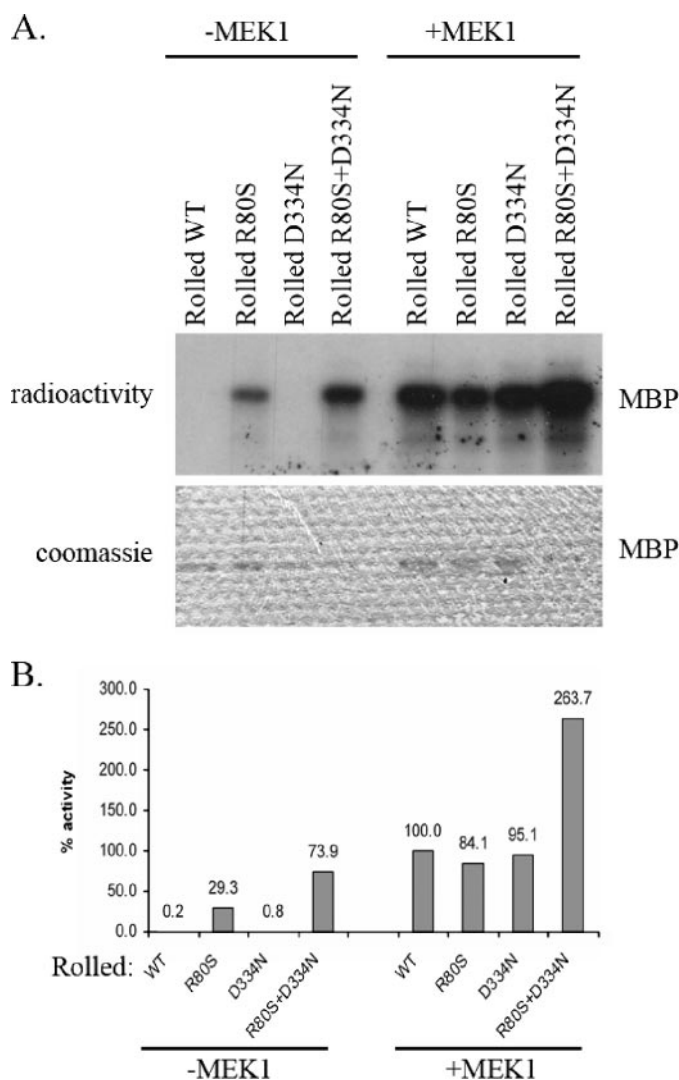 A.
-MEK1
+MEK1
Rolled WT
Rolled R80S
Rolled D334N
Rolled R80S+D334N
Rolled WT
Rolled R80S
Rolled D334N
Rolled R80S+D334N
radioactivity
MBP
coomassie
MBP
B.
% activity
300.0
250.0
200.0
150.0
100.0
50.0
0.0
0.2
29.3
0.8
73.9
100.0
84.1
95.1
263.7
Rolled:
WT
R80S
D334N
R80S+D334N
WT
R80S
D334N
R80S+D334N
-MEK1
+MEK1